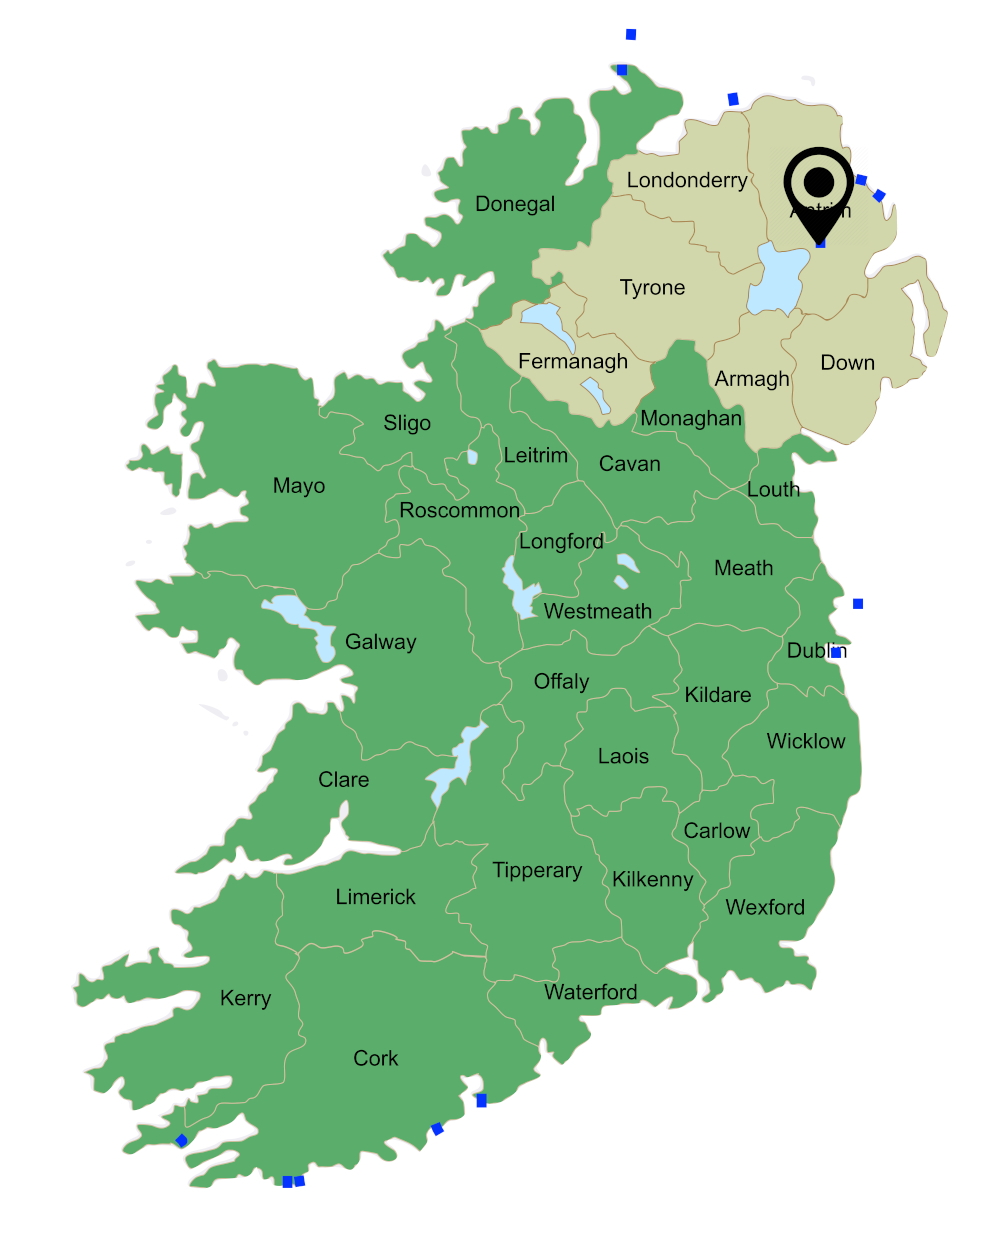 Donegal
Londonderry
Antrim
Tyrone
Fermanagh
Armagh
Down
Monaghan
Sligo
Leitrim
Cavan
Louth
Mayo
Roscommon
Longford
Meath
Westmeath
Galway
Dublin
Offaly
Kildare
Wicklow
Laois
Clare
Carlow
Tipperary
Kilkenny
Limerick
Wexford
Waterford
Kerry
Cork